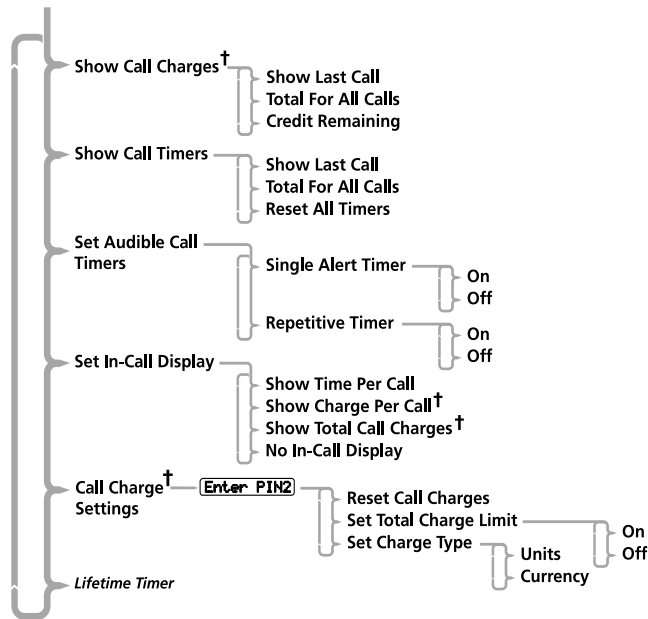 Show Call Charges†
Show Last Call
Total For All Calls
Credit Remaining
Show Call Timers
Show Last Call
Total For All Calls
Reset All Timers
Set Audible Call
Timers
Single Alert Timer
On
Off
Repetitive Timer
On
Off
Set In-Call Display
Show Time Per Call
Show Charge Per Call†
Show Total Call Charges†
No In-Call Display
Call Charge†
Settings
Enter PIN2
Reset Call Charges
Set Total Charge Limit
On
Off
Set Charge Type
Units
Currency
Lifetime Timer